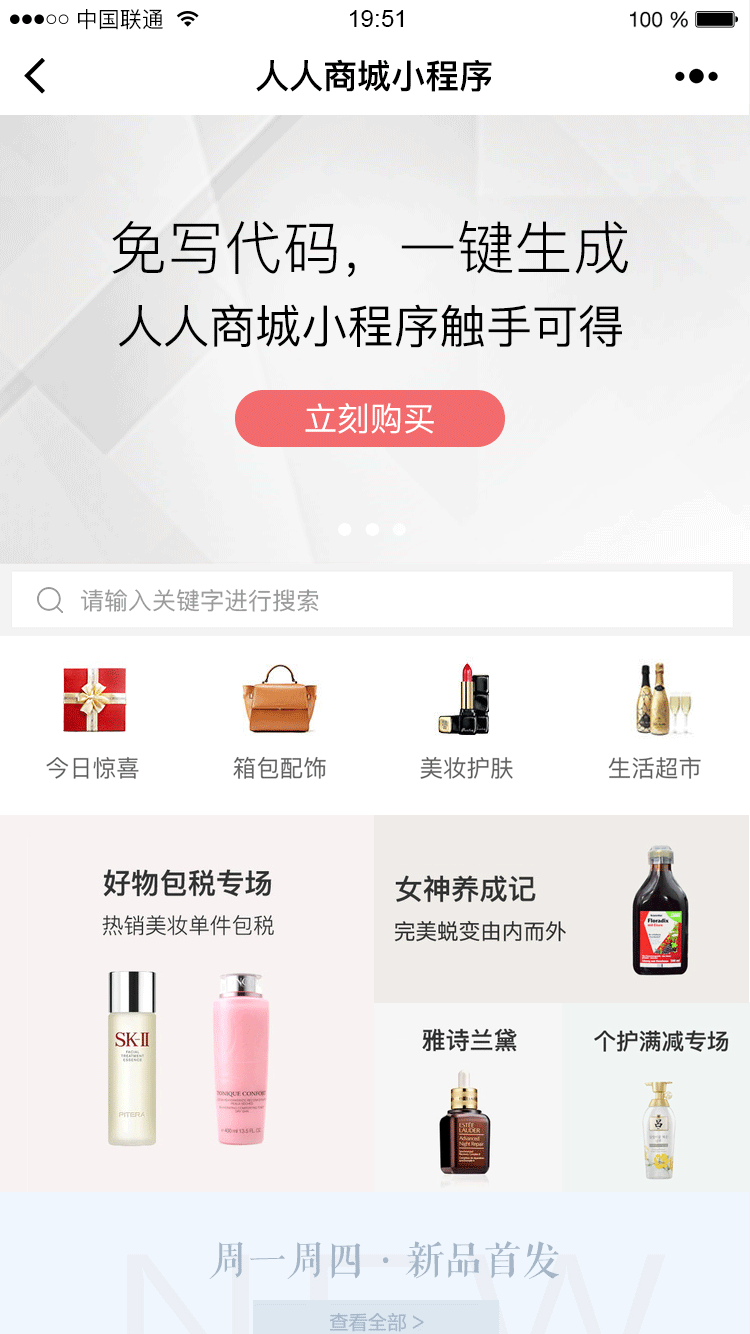 中国联通
19:51
100 %
人人商城小程序
免写代码，一键生成
人人商城小程序触手可得
立刻购买
请输入关键字进行搜索
今日惊喜
箱包配饰
美妆护肤
生活超市
好物包税专场
热销美妆单件包税
SK-II
FACIAL
TREATMENT
ESSENCE
PITERA
TONIQUE CONFORT
女神养成记
完美蜕变由内而外
Floradix
雅诗兰黛
ESTÉE
LAUDER
Advanced
Night Repair
个护满减专场
NEW
周一周四 · 新品首发
查看全部 >